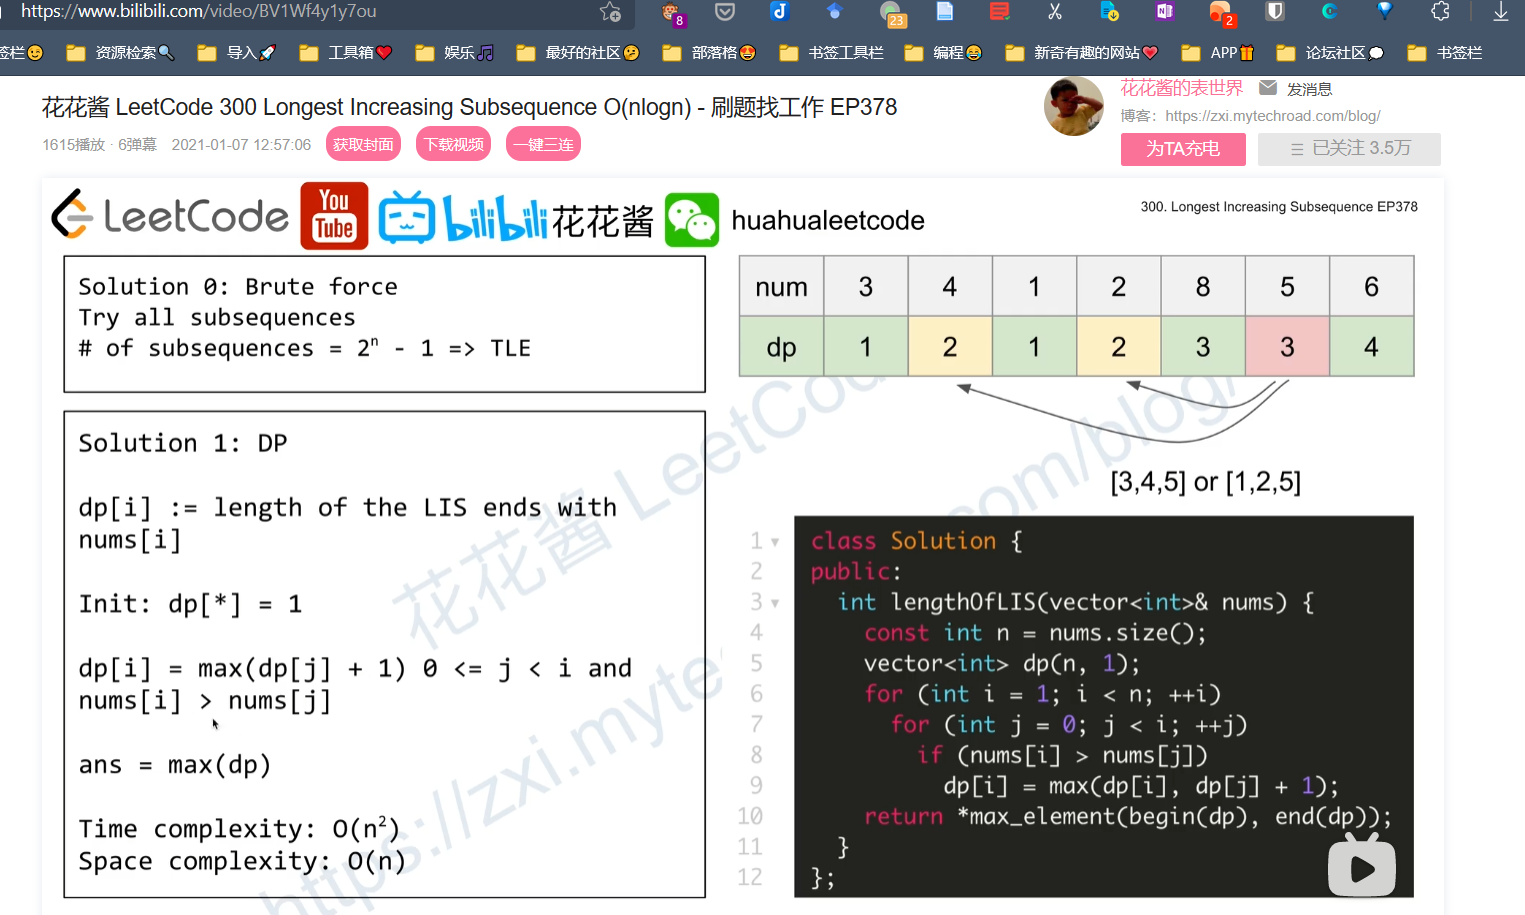 https://www.bilibili.com/video/BV1Wf4y1y7ou
8
23
2
签栏
资源检索
导入
工具箱
娱乐
最好的社区
部落格
书签工具栏
编程
新奇有趣的网站
APP
论坛社区
书签栏
花花酱 LeetCode 300 Longest Increasing Subsequence O(nlogn) - 刷题找工作 EP378
1615播放 · 6弹幕 2021-01-07 12:57:06 获取封面 下载视频 一键三连
花花酱的表世界 发消息
博客：https://zxi.mytechroad.com/blog/
为TA充电 已关注 3.5万
LeetCode You Tube bilibili 花花酱 huahualeetcode
300. Longest Increasing Subsequence EP378
Solution 0: Brute force
Try all subsequences
# of subsequences = 2ⁿ - 1 => TLE
Solution 1: DP
dp[i] := length of the LIS ends with
nums[i]
Init: dp[*] = 1
dp[i] = max(dp[j] + 1) 0 <= j < i and
nums[i] > nums[j]
ans = max(dp)
Time complexity: O(n²)
Space complexity: O(n)
num 3 4 1 2 8 5 6
dp 1 2 1 2 3 3 4
[3,4,5] or [1,2,5]
1 class Solution {
2 public:
3 int lengthOfLIS(vector<int>& nums) {
4 const int n = nums.size();
5 vector<int> dp(n, 1);
6 for (int i = 1; i < n; ++i)
7 for (int j = 0; j < i; ++j)
8 if (nums[i] > nums[j])
9 dp[i] = max(dp[i], dp[j] + 1);
10 return *max_element(begin(dp), end(dp));
11 }
12 };
花花酱 LeetCode
https://zxi.myte
com/blog/